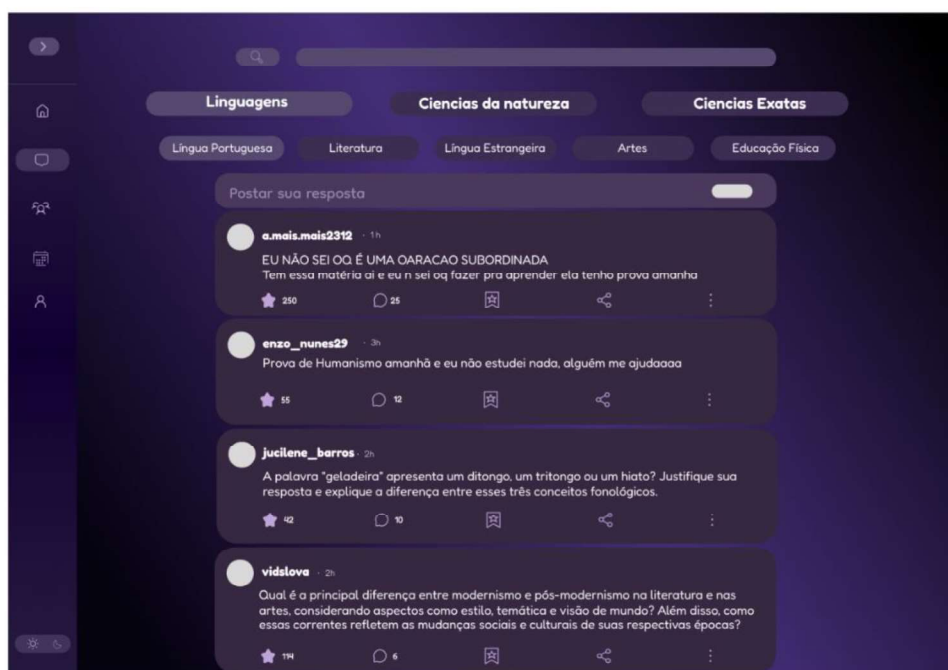 Linguagens
Ciencias da natureza
Ciencias Exatas
Língua Portuguesa
Literatura
Língua Estrangeira
Artes
Educação Física
Postar sua resposta
a.mais.mais2312 · 1h
EU NÃO SEI OQ É UMA OARACAO SUBORDINADA
Tem essa matéria ai e eu n sei oq fazer pra aprender ela tenho prova amanha
250
25
enzo_nunes29 · 3h
Prova de Humanismo amanhã e eu não estudei nada, alguém me ajudaaaa
55
12
jucilene_barros · 2h
A palavra "geladeira" apresenta um ditongo, um tritongo ou um hiato? Justifique sua
resposta e explique a diferença entre esses três conceitos fonológicos.
42
10
vidslova · 2h
Qual é a principal diferença entre modernismo e pós-modernismo na literatura e nas
artes, considerando aspectos como estilo, temática e visão de mundo? Além disso, como
essas correntes refletem as mudanças sociais e culturais de suas respectivas épocas?
114
6